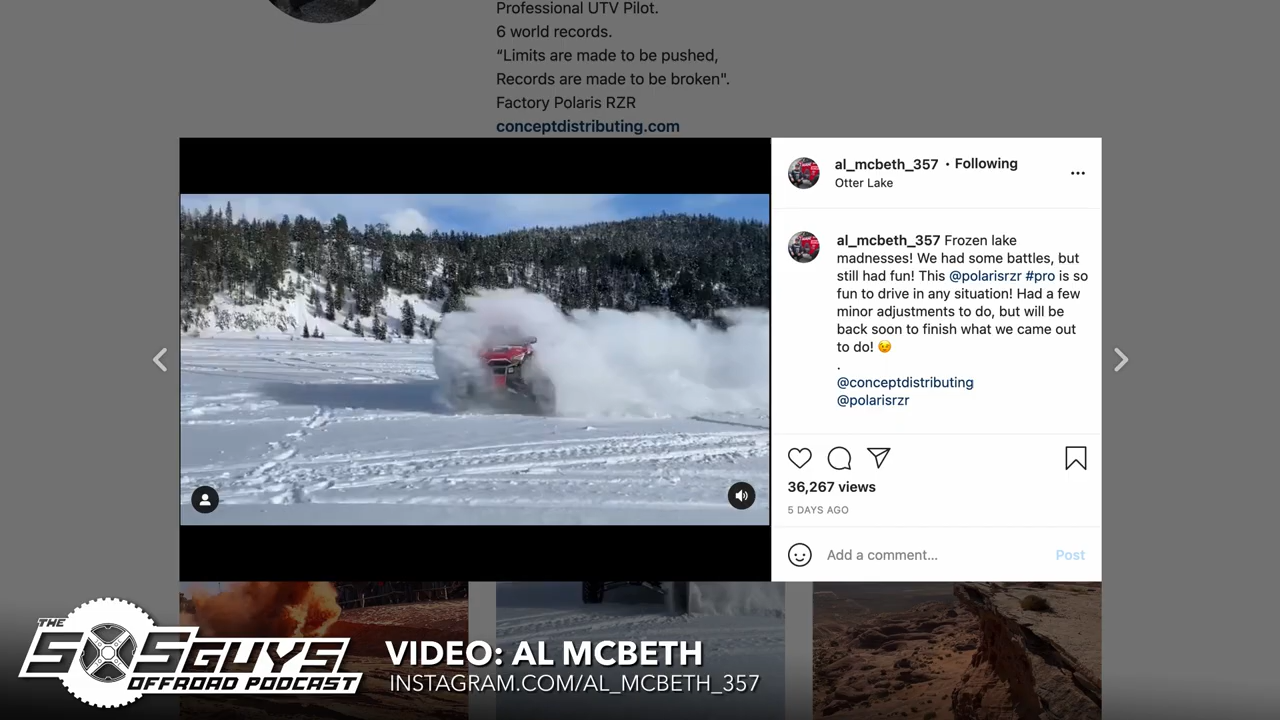 Professional UTV Pilot.
6 world records.
“Limits are made to be pushed,
Records are made to be broken".
Factory Polaris RZR
conceptdistributing.com
al_mcbeth_357 • Following
Otter Lake
al_mcbeth_357 Frozen lake
madnesses! We had some battles, but
still had fun! This @polarisrzr #pro is so
fun to drive in any situation! Had a few
minor adjustments to do, but will be
back soon to finish what we came out
to do! 😉
.
@conceptdistributing
@polarisrzr
36,267 views
5 DAYS AGO
Add a comment...
Post
THE
SXSGUYS
OFFROAD PODCAST
VIDEO: AL MCBETH
INSTAGRAM.COM/AL_MCBETH_357